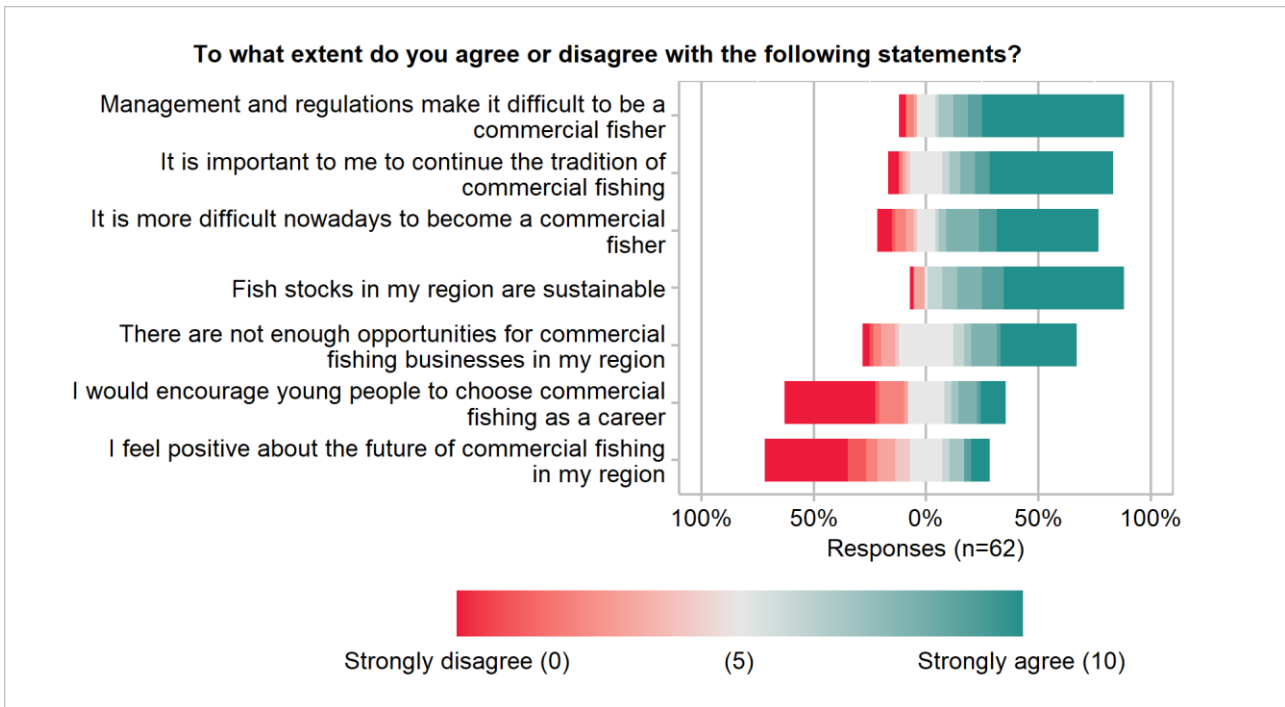 To what extent do you agree or disagree with the following statements?
Management and regulations make it difficult to be a
commercial fisher
It is important to me to continue the tradition of
commercial fishing
It is more difficult nowadays to become a commercial
fisher
Fish stocks in my region are sustainable
There are not enough opportunities for commercial
fishing businesses in my region
I would encourage young people to choose commercial
fishing as a career
I feel positive about the future of commercial fishing
in my region
100% 50% 0% 50% 100%
Responses (n=62)
Strongly disagree (0) (5) Strongly agree (10)